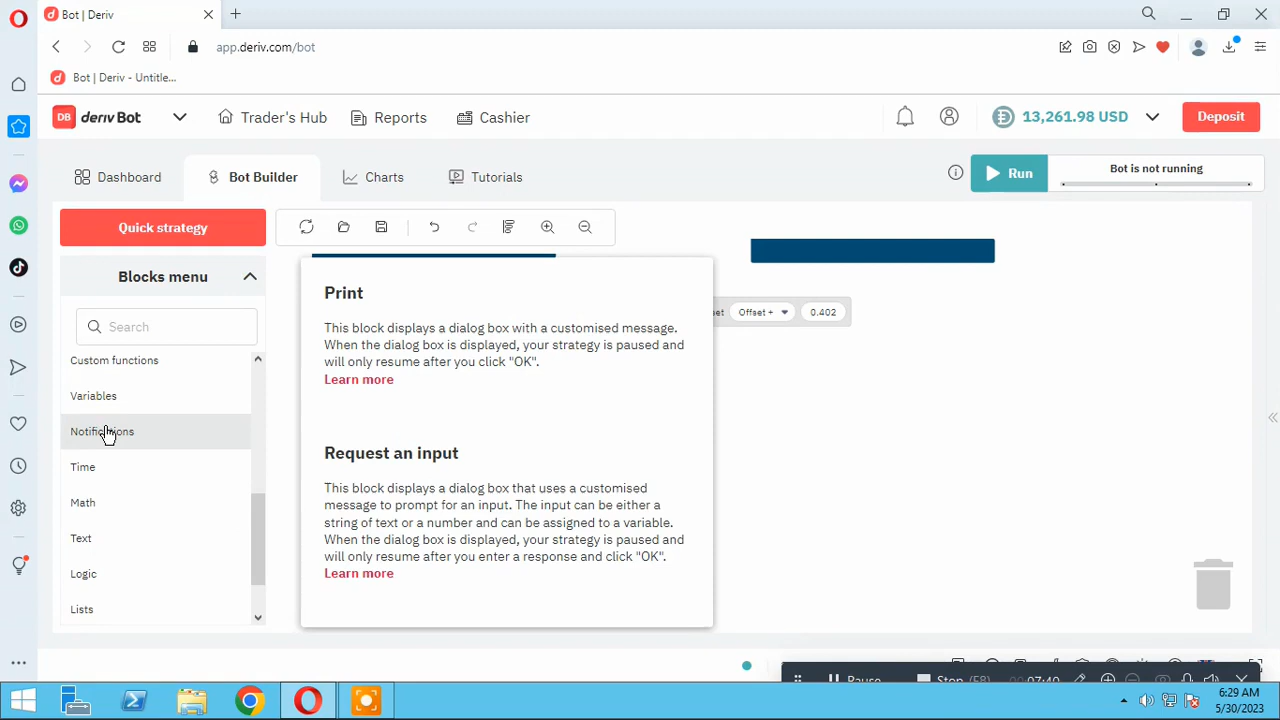 Bot | Deriv
app.deriv.com/bot
Bot | Deriv - Untitle...
DB deriv Bot
Trader's Hub
Reports
Cashier
13,261.98 USD
Deposit
Dashboard
Bot Builder
Charts
Tutorials
Run
Bot is not running
Quick strategy
Blocks menu
Search
Custom functions
Variables
Notifications
Time
Math
Text
Logic
Lists
Print
This block displays a dialog box with a customised message.
When the dialog box is displayed, your strategy is paused and
will only resume after you click "OK".
Learn more
Request an input
This block displays a dialog box that uses a customised
message to prompt for an input. The input can be either a
string of text or a number and can be assigned to a variable.
When the dialog box is displayed, your strategy is paused and
will only resume after you enter a response and click "OK".
Learn more
et Offset + 0.402
Pause
Stop (F8)
00:07:40
6:29 AM
5/30/2023